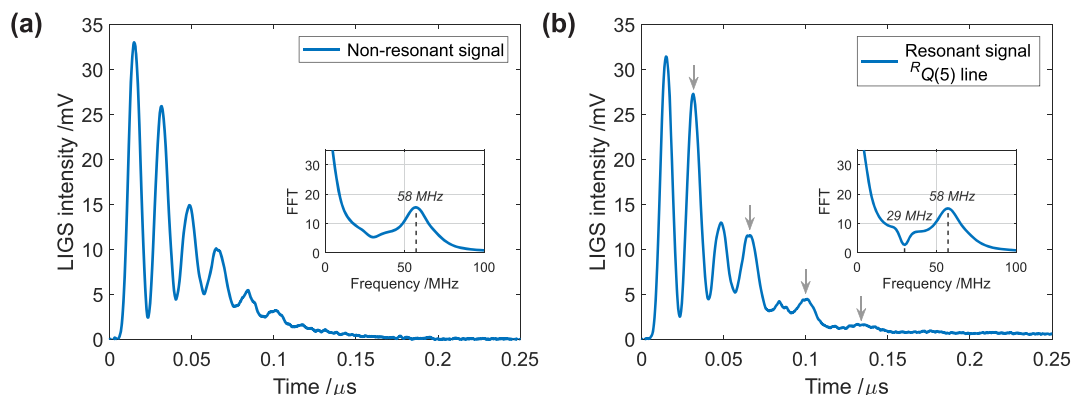 (a)
LIGS intensity /mV
35
30
25
20
15
10
5
0
Non-resonant signal
FFT
30
20
10
0
58 MHz
0
50
100
Frequency /MHz
0
0.05
0.1
0.15
0.2
0.25
Time /μs
(b)
LIGS intensity /mV
35
30
25
20
15
10
5
0
Resonant signal
ᴿQ(5) line
FFT
30
20
10
0
29 MHz
58 MHz
0
50
100
Frequency /MHz
0
0.05
0.1
0.15
0.2
0.25
Time /μs